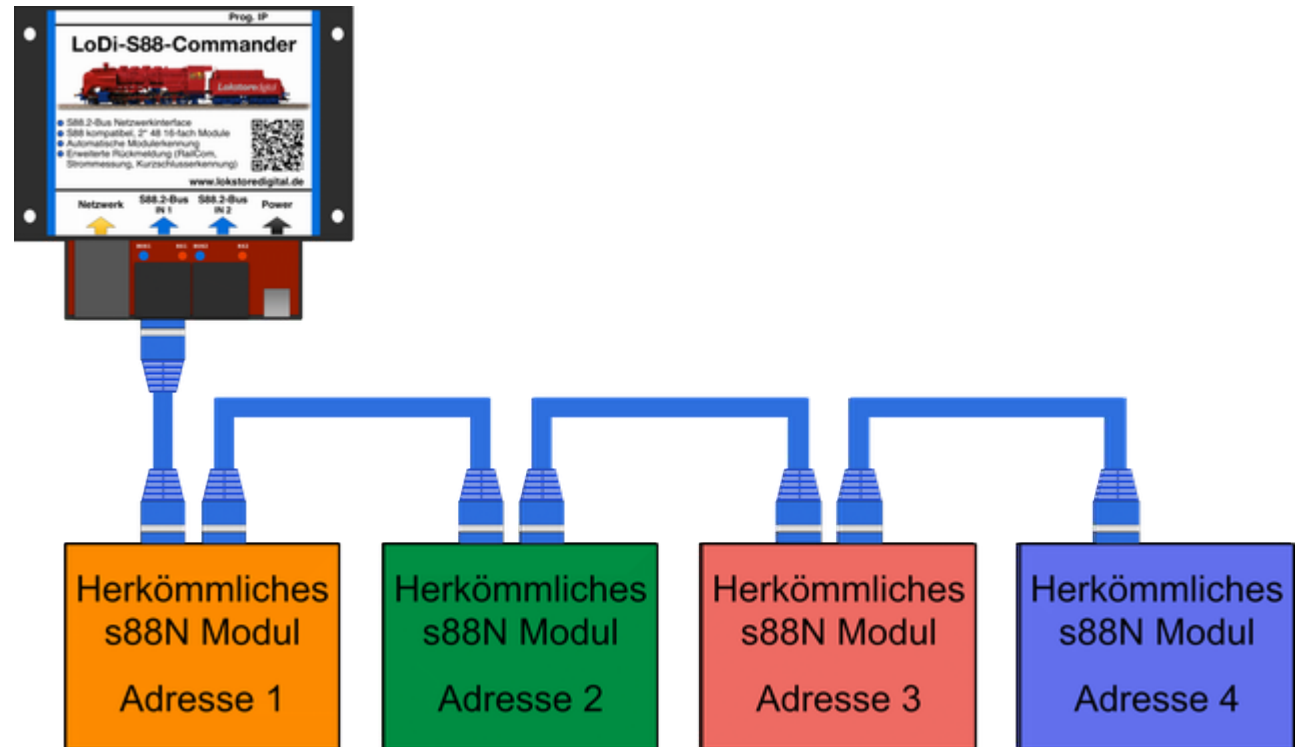 Prog. IP
LoDi-S88-Commander
Lokstoredigital
S88.2-Bus Netzwerkinterface
S88 kompatibel, 2* 48 16-fach Module
Automatische Modulerkennung
Erweiterte Rückmeldung (RailCom,
Strommessung, Kurzschlusserkennung)
www.lokstoredigital.de
Netzwerk S88.2-Bus IN 1 S88.2-Bus IN 2 Power
Herkömmliches
s88N Modul
Adresse 1
Herkömmliches
s88N Modul
Adresse 2
Herkömmliches
s88N Modul
Adresse 3
Herkömmliches
s88N Modul
Adresse 4